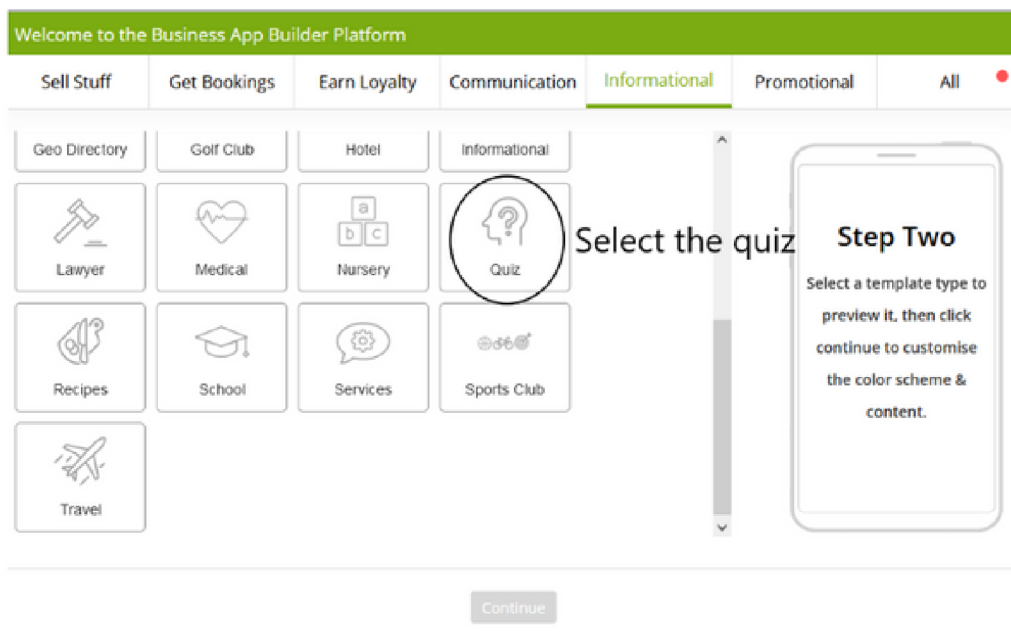 Welcome to the Business App Builder Platform
Sell Stuff Get Bookings Earn Loyalty Communication Informational Promotional All
Geo Directory Golf Club Hotel Informational
a
b c
Lawyer Medical Nursery Quiz
Select the quiz
Recipes School Services Sports Club
Travel
Step Two
Select a template type to
preview it, then click
continue to customise
the color scheme &
content.
Continue